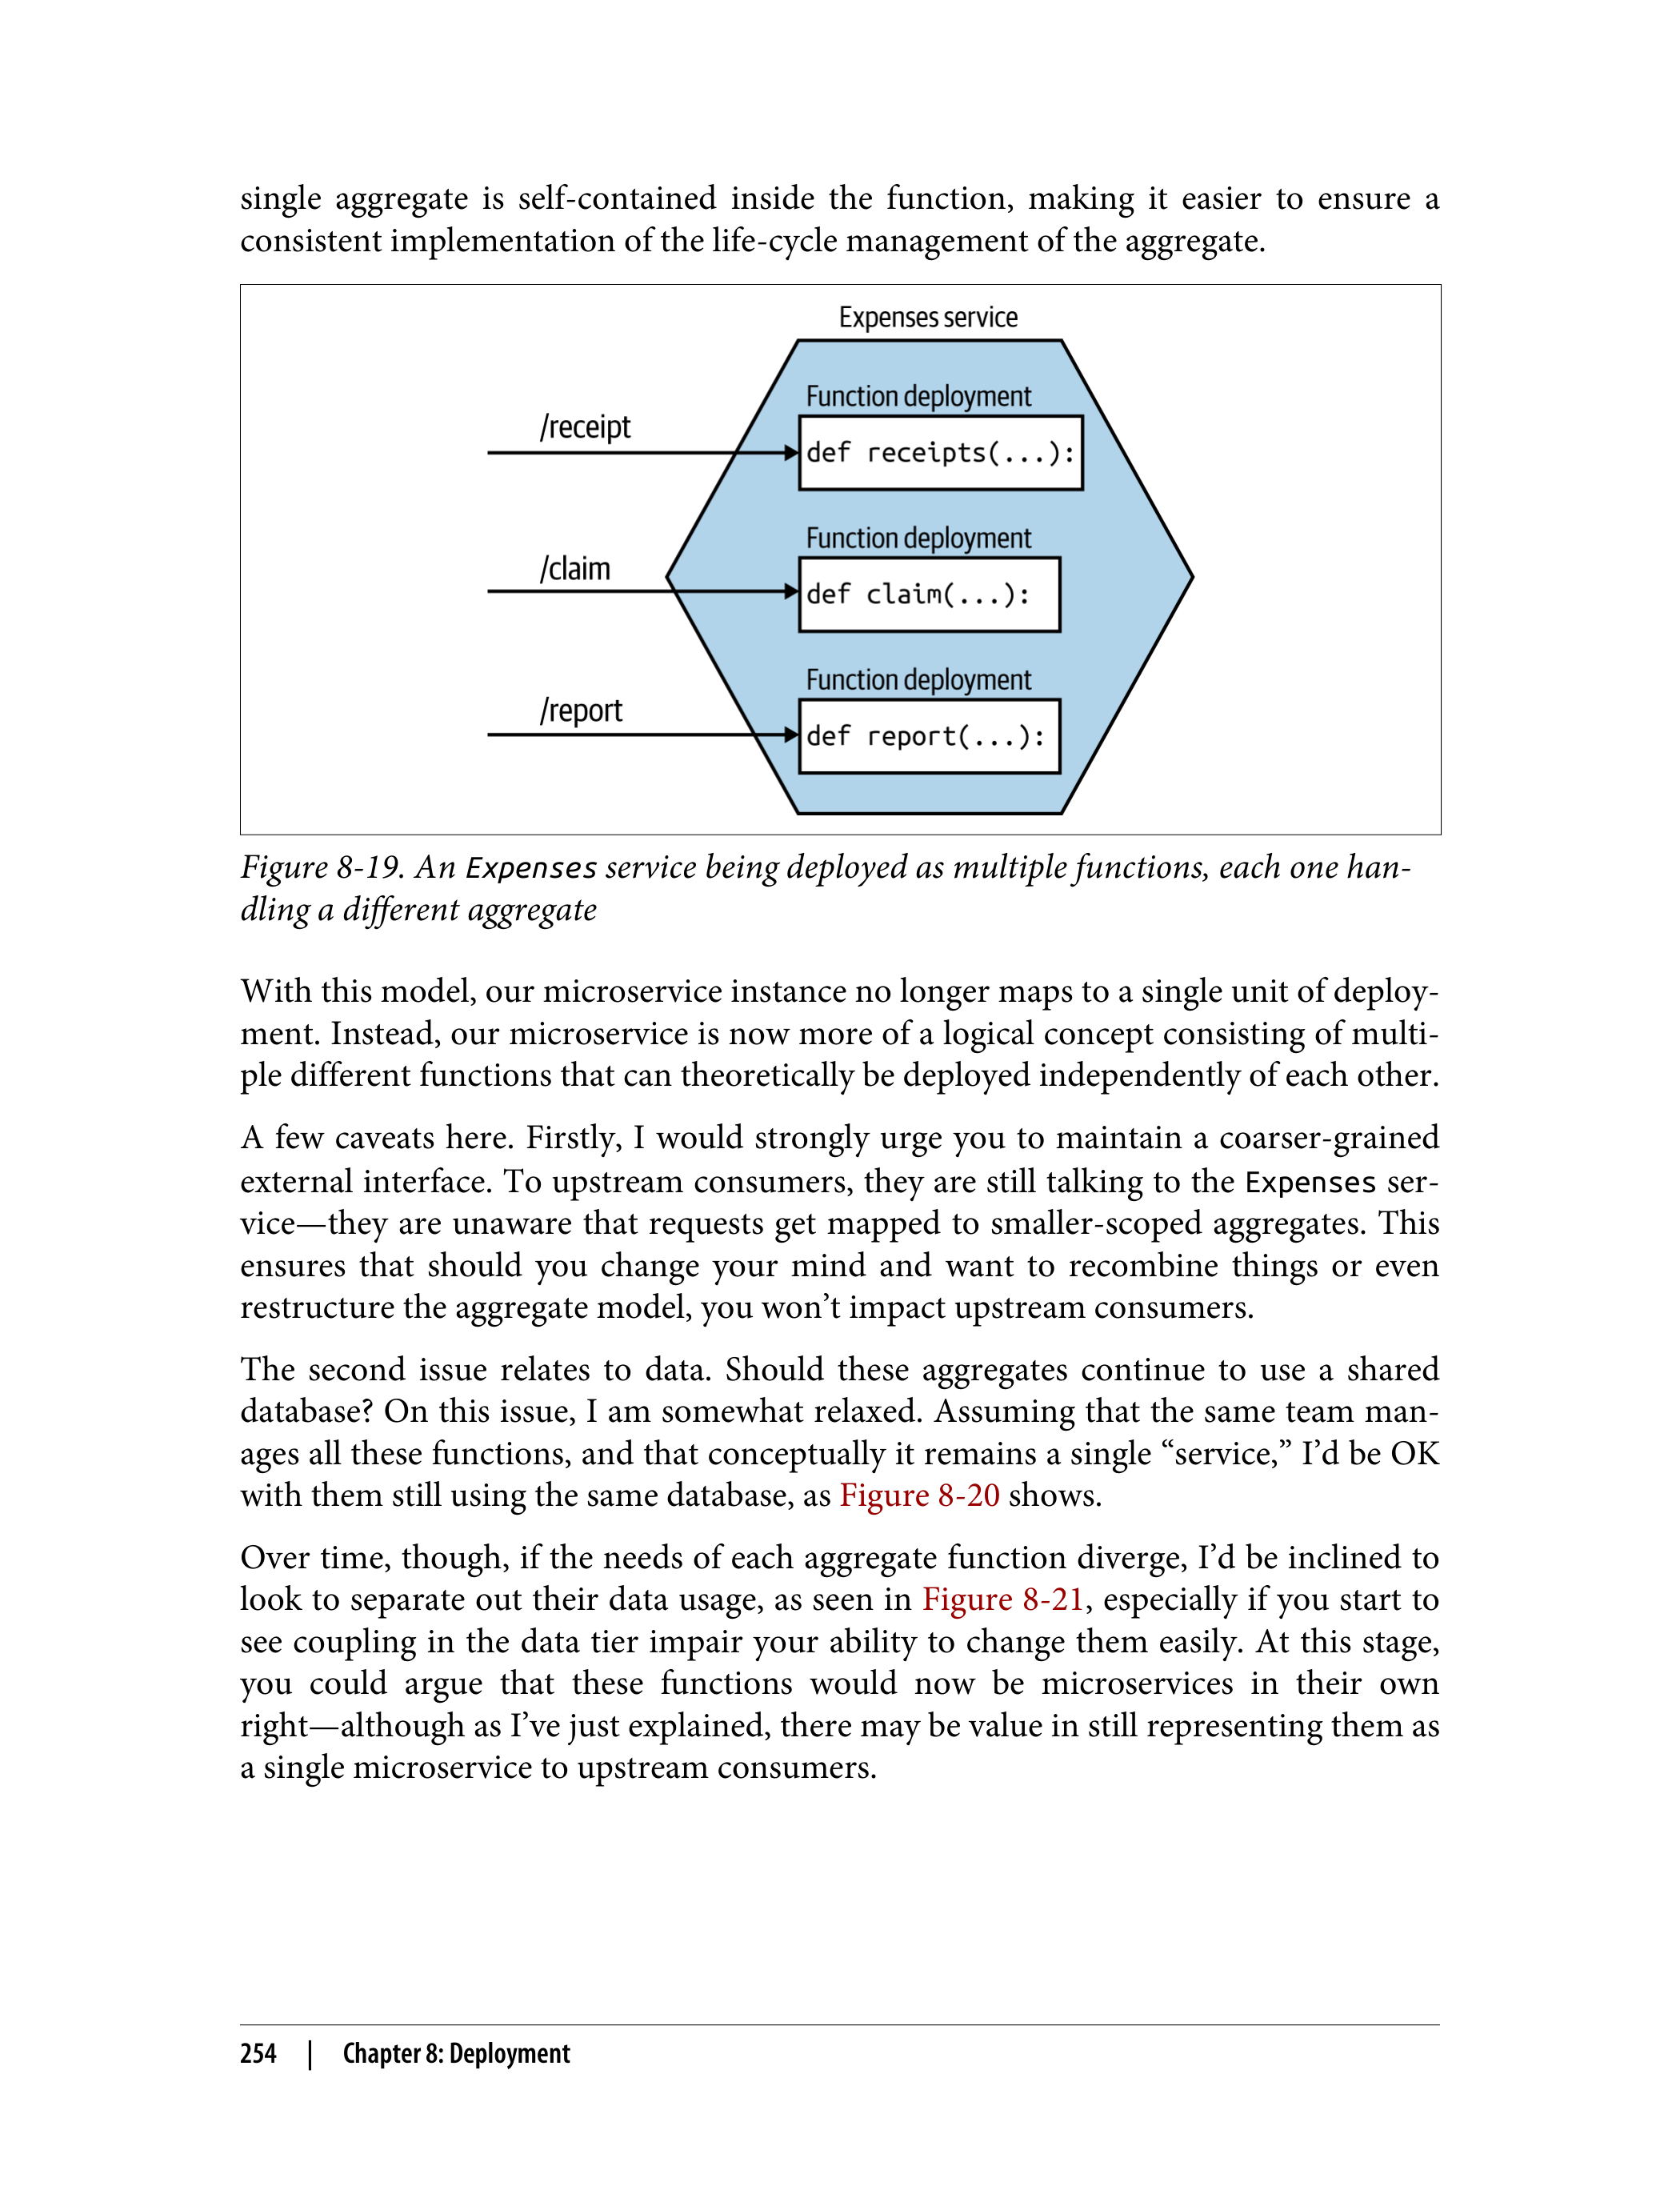 single aggregate is self-contained inside the function, making it easier to ensure a
consistent implementation of the life-cycle management of the aggregate.
Expenses service
Function deployment
/receipt
def receipts(...):
Function deployment
/claim
def claim(...):
Function deployment
/report
def report(...):
Figure 8-19. An Expenses service being deployed as multiple functions, each one han-
dling a different aggregate
With this model, our microservice instance no longer maps to a single unit of deploy-
ment. Instead, our microservice is now more of a logical concept consisting of multi-
ple different functions that can theoretically be deployed independently of each other.
A few caveats here. Firstly, I would strongly urge you to maintain a coarser-grained
external interface. To upstream consumers, they are still talking to the Expenses ser-
vice—they are unaware that requests get mapped to smaller-scoped aggregates. This
ensures that should you change your mind and want to recombine things or even
restructure the aggregate model, you won’t impact upstream consumers.
The second issue relates to data. Should these aggregates continue to use a shared
database? On this issue, I am somewhat relaxed. Assuming that the same team man-
ages all these functions, and that conceptually it remains a single “service,” I’d be OK
with them still using the same database, as Figure 8-20 shows.
Over time, though, if the needs of each aggregate function diverge, I’d be inclined to
look to separate out their data usage, as seen in Figure 8-21, especially if you start to
see coupling in the data tier impair your ability to change them easily. At this stage,
you could argue that these functions would now be microservices in their own
right—although as I’ve just explained, there may be value in still representing them as
a single microservice to upstream consumers.
254 | Chapter 8: Deployment